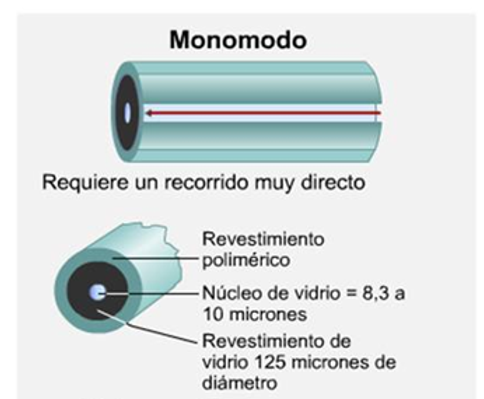 Monomodo
Requiere un recorrido muy directo
Revestimiento
polimérico
Núcleo de vidrio = 8,3 a
10 micrones
Revestimiento de
vidrio 125 micrones de
diámetro